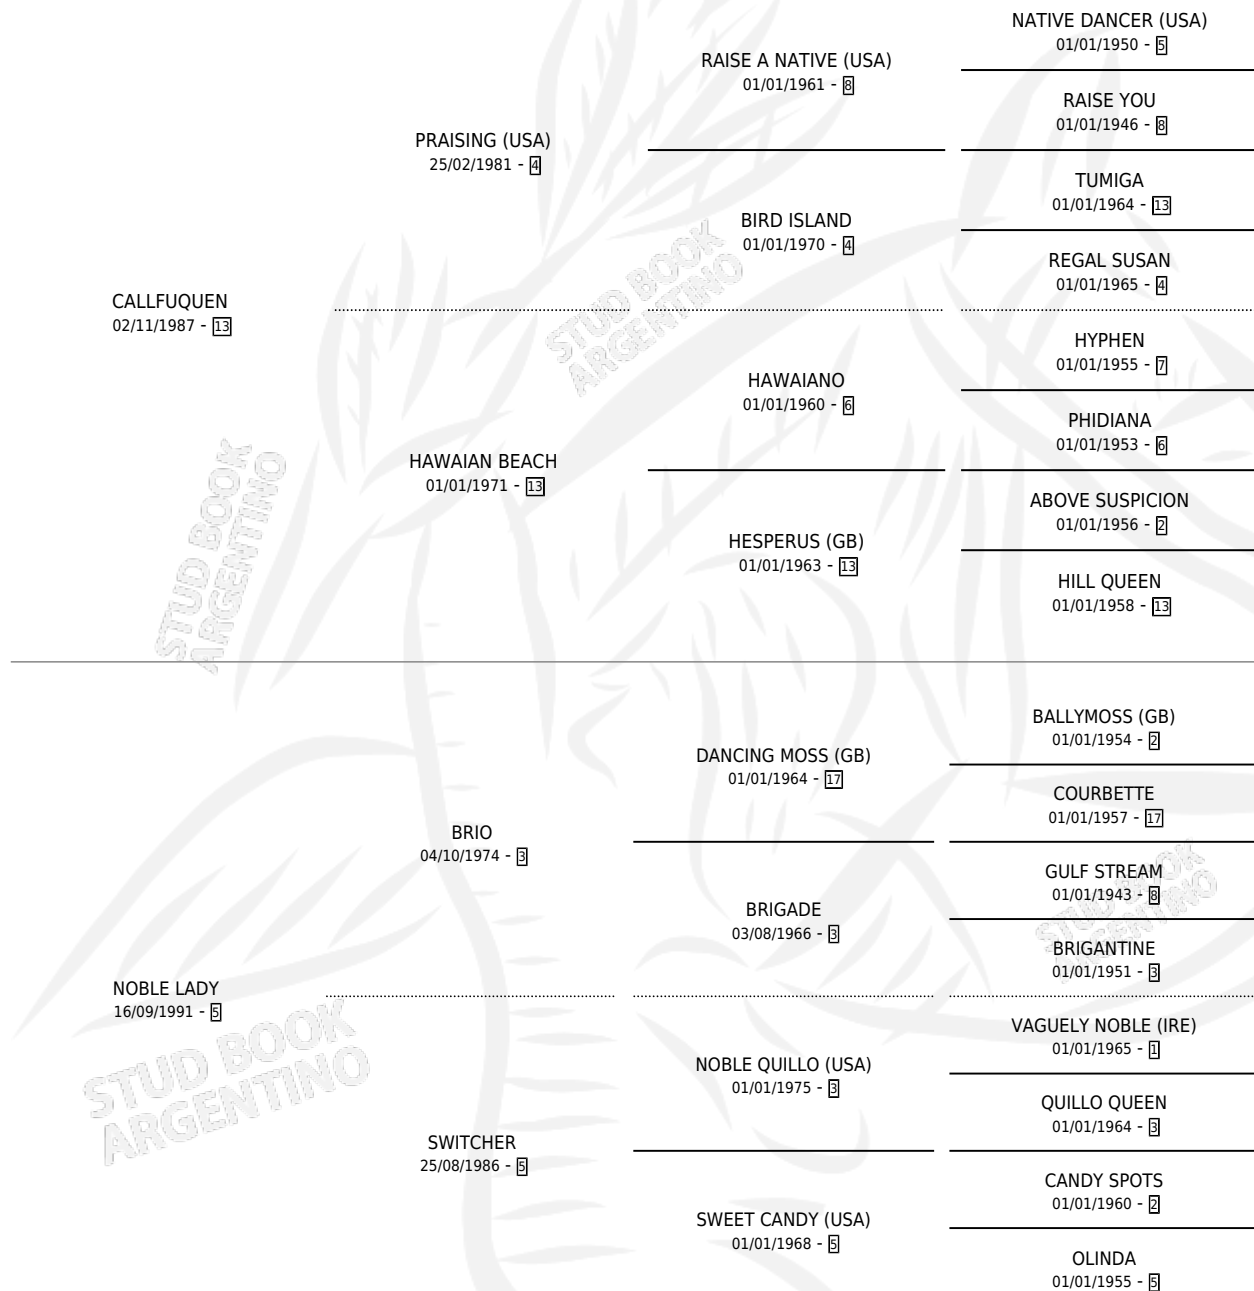 NATIVE DANCER (USA)
01/01/1950 - 5
RAISE A NATIVE (USA)
01/01/1961 - 8
RAISE YOU
01/01/1946 - 8
PRAISING (USA)
25/02/1981 - 4
TUMIGA
01/01/1964 - 13
BIRD ISLAND
01/01/1970 - 4
REGAL SUSAN
01/01/1965 - 4
CALLFUQUEN
02/11/1987 - 13
HYPHEN
01/01/1955 - 7
HAWAIANO
01/01/1960 - 6
PHIDIANA
01/01/1953 - 6
HAWAIAN BEACH
01/01/1971 - 13
ABOVE SUSPICION
01/01/1956 - 2
HESPERUS (GB)
01/01/1963 - 13
HILL QUEEN
01/01/1958 - 13
STUD BOOK
ARGENTINO
STUD BOOK
ARGENTINO
BALLYMOSS (GB)
01/01/1954 - 2
DANCING MOSS (GB)
01/01/1964 - 17
COURBETTE
01/01/1957 - 17
BRIO
04/10/1974 - 3
GULF STREAM
01/01/1943 - 8
BRIGADE
03/08/1966 - 3
BRIGANTINE
01/01/1951 - 3
STUD BOOK
ARGENTINO
NOBLE LADY
16/09/1991 - 5
VAGUELY NOBLE (IRE)
01/01/1965 - 1
NOBLE QUILLO (USA)
01/01/1975 - 3
QUILLO QUEEN
01/01/1964 - 3
SWITCHER
25/08/1986 - 5
CANDY SPOTS
01/01/1960 - 2
SWEET CANDY (USA)
01/01/1968 - 5
OLINDA
01/01/1955 - 5
STUD BOOK
ARGENTINO